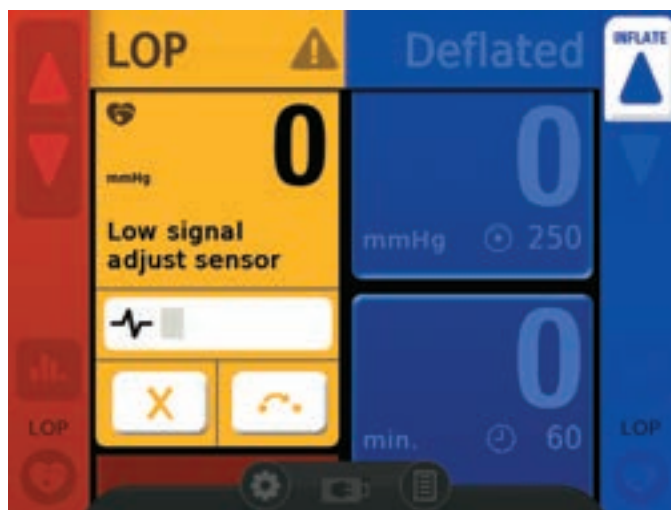 LOP
Deflated
INFLATE
0
mmHg
Low signal
adjust sensor
0
mmHg 250
X
0
min. 60
LOP
LOP